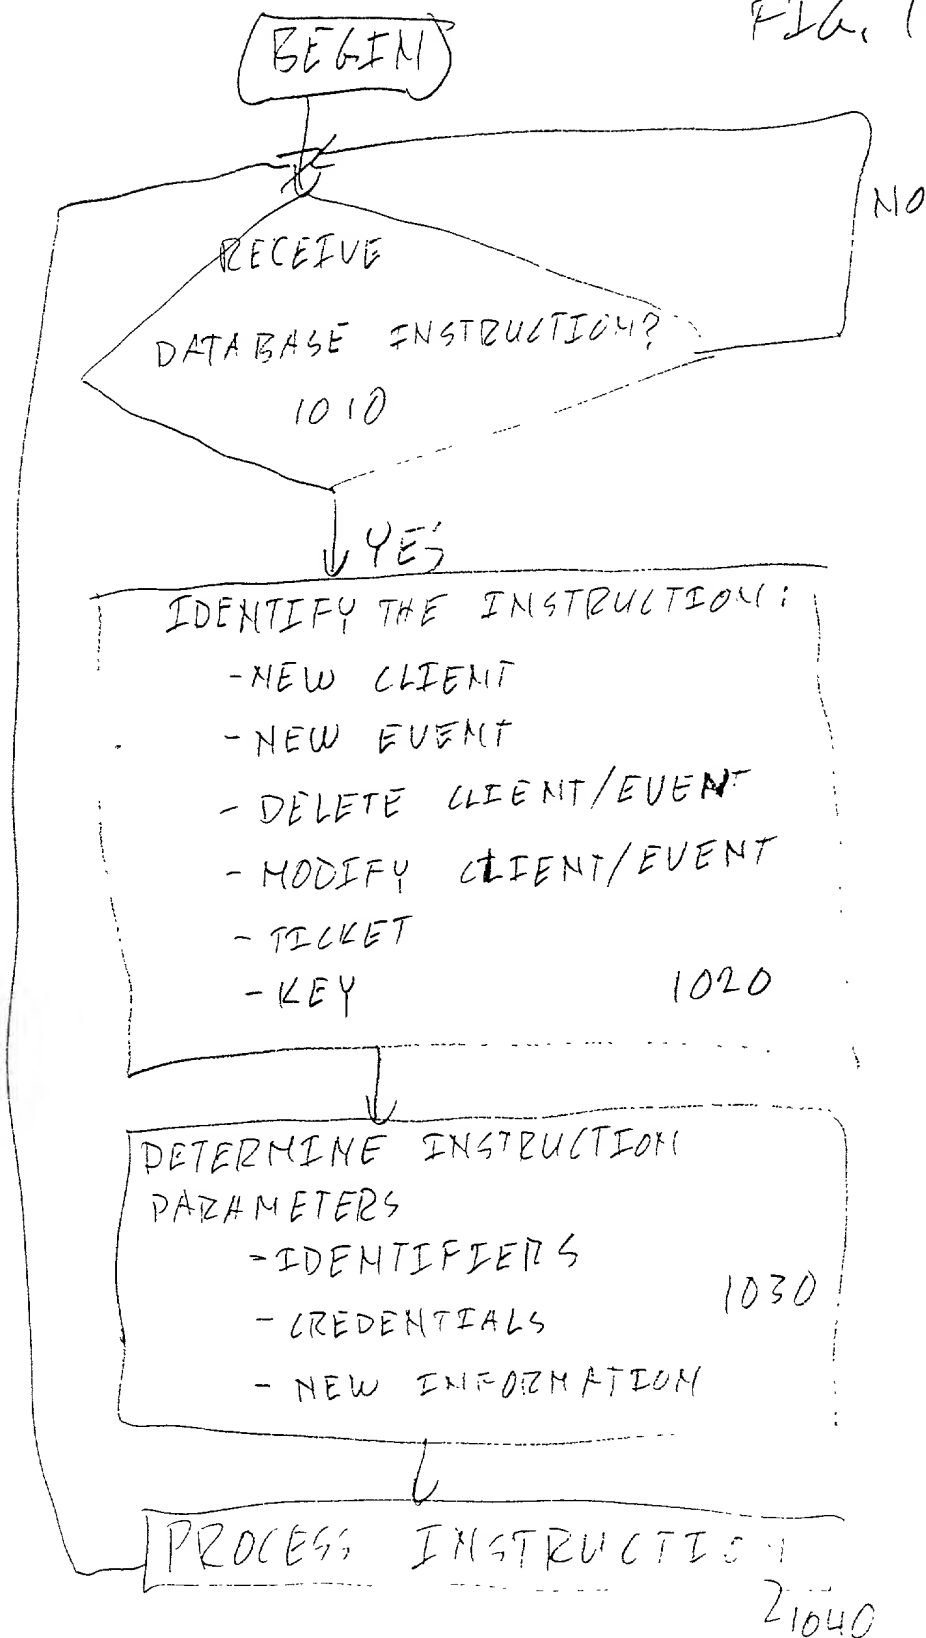 FIG. 1
BEGIN
NO
RECEIVE
DATABASE INSTRUCTION?
1010
YES
IDENTIFY THE INSTRUCTION:
- NEW CLIENT
- NEW EVENT
- DELETE CLIENT/EVENT
- MODIFY CLIENT/EVENT
- TICKET
- KEY 1020
DETERMINE INSTRUCTION
PARAMETERS
- IDENTIFIERS
- CREDENTIALS 1030
- NEW INFORMATION
PROCESS INSTRUCTION
1040